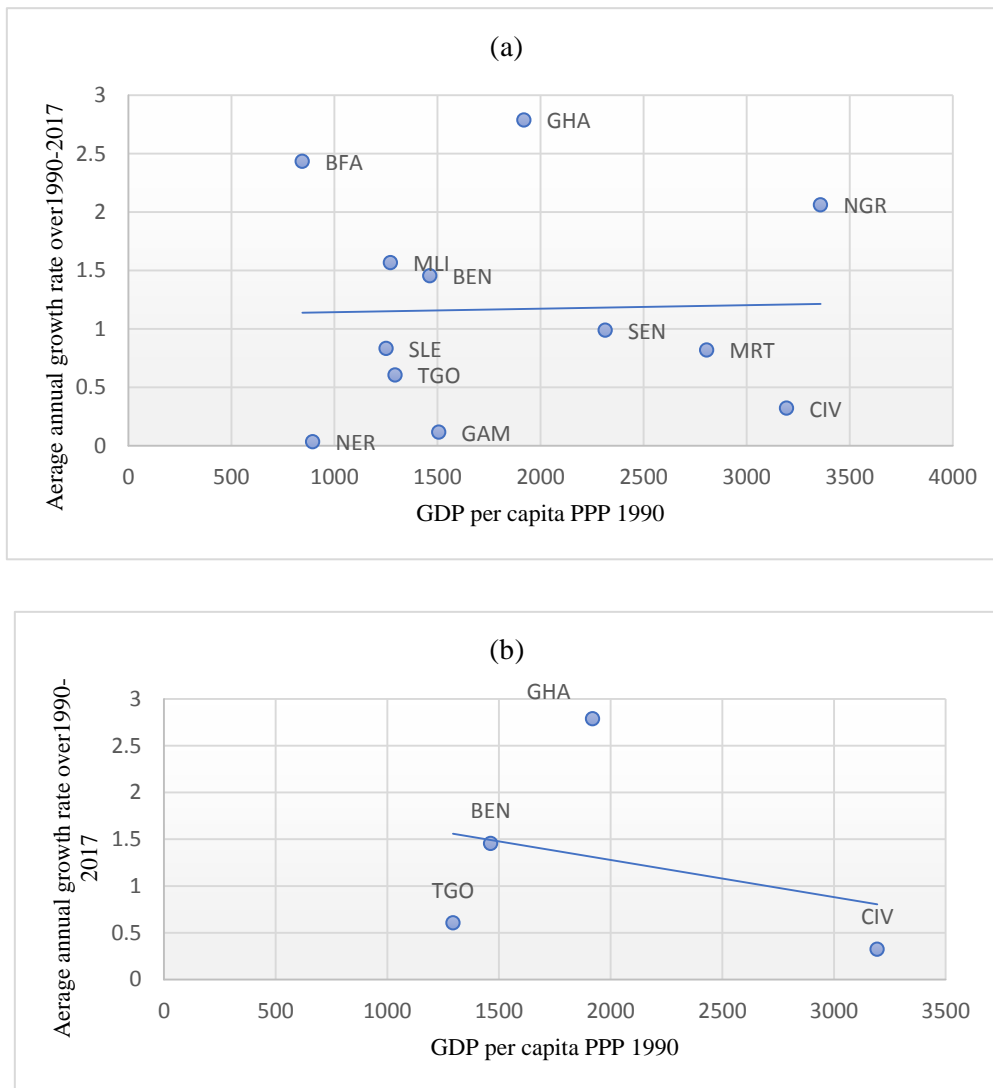 (a)
Aerage annual growth rate over1990-2017
3
2.5
2
1.5
1
0.5
0
GHA
BFA
NGR
MLI
BEN
SEN
SLE
MRT
TGO
CIV
NER
GAM
0 500 1000 1500 2000 2500 3000 3500 4000
GDP per capita PPP 1990
(b)
Aerage annual growth rate over1990-
2017
3
2.5
2
1.5
1
0.5
0
GHA
BEN
TGO
CIV
0 500 1000 1500 2000 2500 3000 3500
GDP per capita PPP 1990